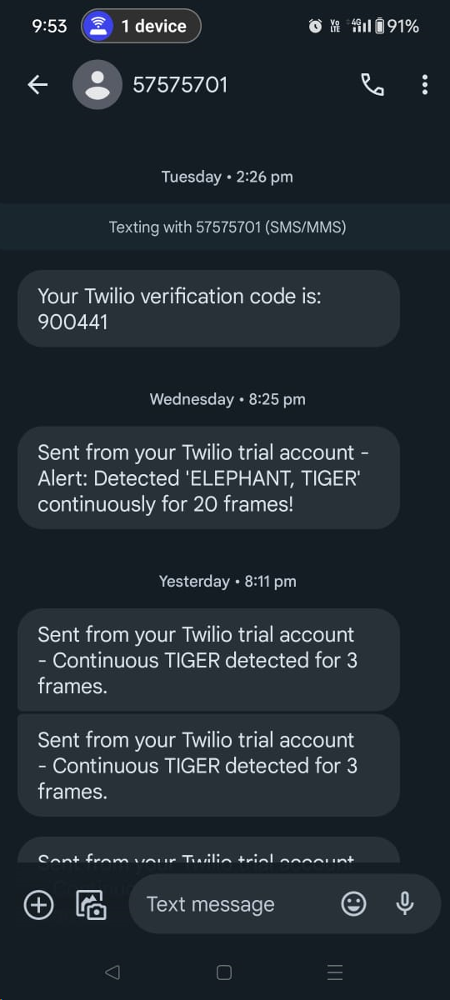 9:53 1 device Vo LTE 4G 91%
57575701
Tuesday • 2:26 pm
Texting with 57575701 (SMS/MMS)
Your Twilio verification code is:
900441
Wednesday • 8:25 pm
Sent from your Twilio trial account -
Alert: Detected 'ELEPHANT, TIGER'
continuously for 20 frames!
Yesterday • 8:11 pm
Sent from your Twilio trial account
- Continuous TIGER detected for 3
frames.
Sent from your Twilio trial account
- Continuous TIGER detected for 3
frames.
Sent from your Twilio trial account
Text message